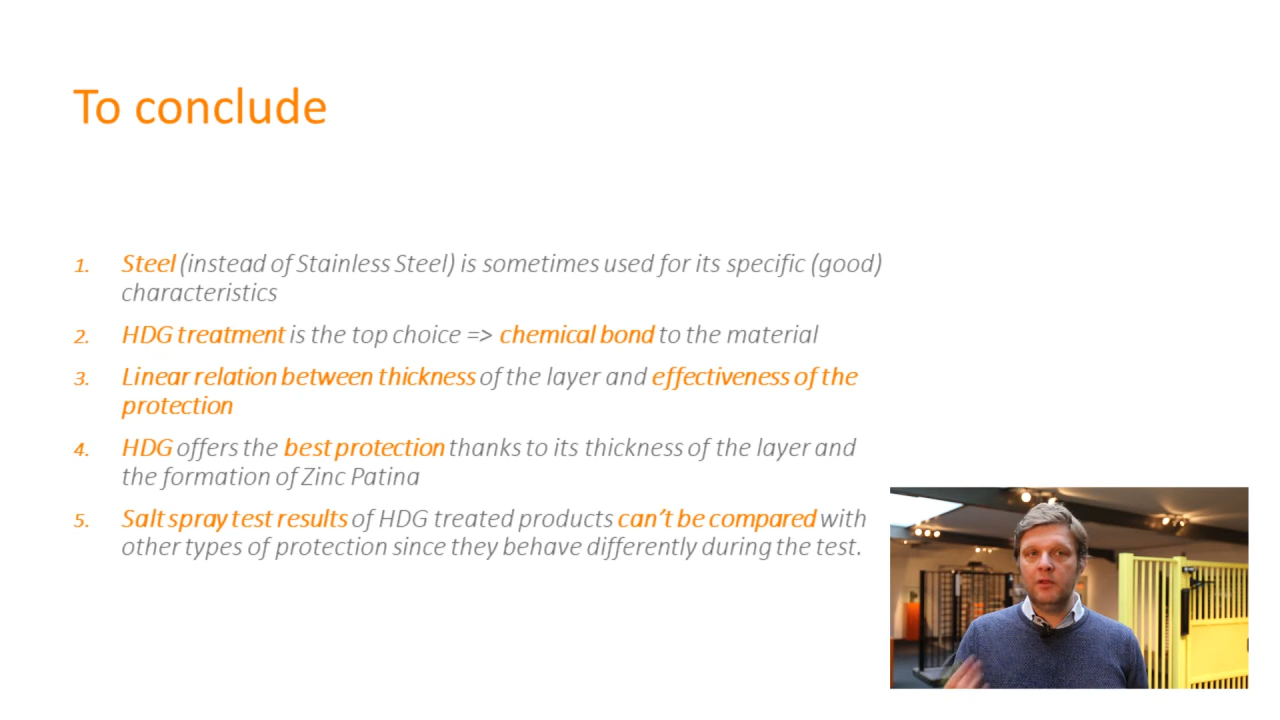 To conclude
1. Steel (instead of Stainless Steel) is sometimes used for its specific (good)
characteristics
2. HDG treatment is the top choice => chemical bond to the material
3. Linear relation between thickness of the layer and effectiveness of the
protection
4. HDG offers the best protection thanks to its thickness of the layer and
the formation of Zinc Patina
5. Salt spray test results of HDG treated products can’t be compared with
other types of protection since they behave differently during the test.